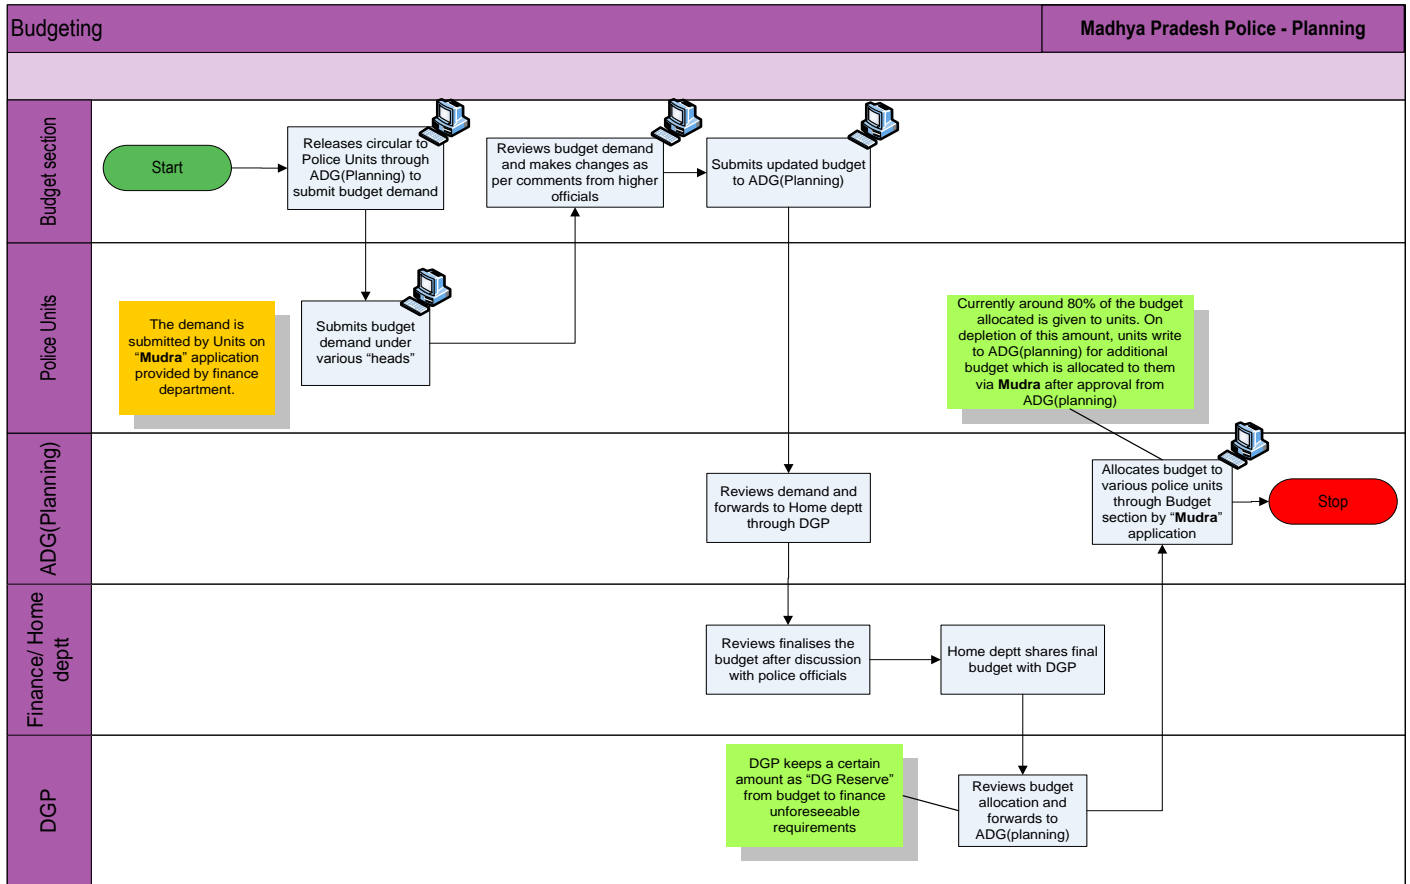 Budgeting
Madhya Pradesh Police - Planning
Budget section
Start
Releases circular to
Police Units through
ADG(Planning) to
submit budget demand
Reviews budget demand
and makes changes as
per comments from higher
officials
Submits updated budget
to ADG(Planning)
Police Units
The demand is
submitted by Units on
“Mudra” application
provided by finance
department.
Submits budget
demand under
various “heads”
Currently around 80% of the budget
allocated is given to units. On
depletion of this amount, units write
to ADG(planning) for additional
budget which is allocated to them
via Mudra after approval from
ADG(planning)
ADG(Planning)
Reviews demand and
forwards to Home deptt
through DGP
Allocates budget to
various police units
through Budget
section by “Mudra”
application
Stop
Finance/ Home
deptt
Reviews finalises the
budget after discussion
with police officials
Home deptt shares final
budget with DGP
DGP
DGP keeps a certain
amount as “DG Reserve”
from budget to finance
unforeseeable
requirements
Reviews budget
allocation and
forwards to
ADG(planning)